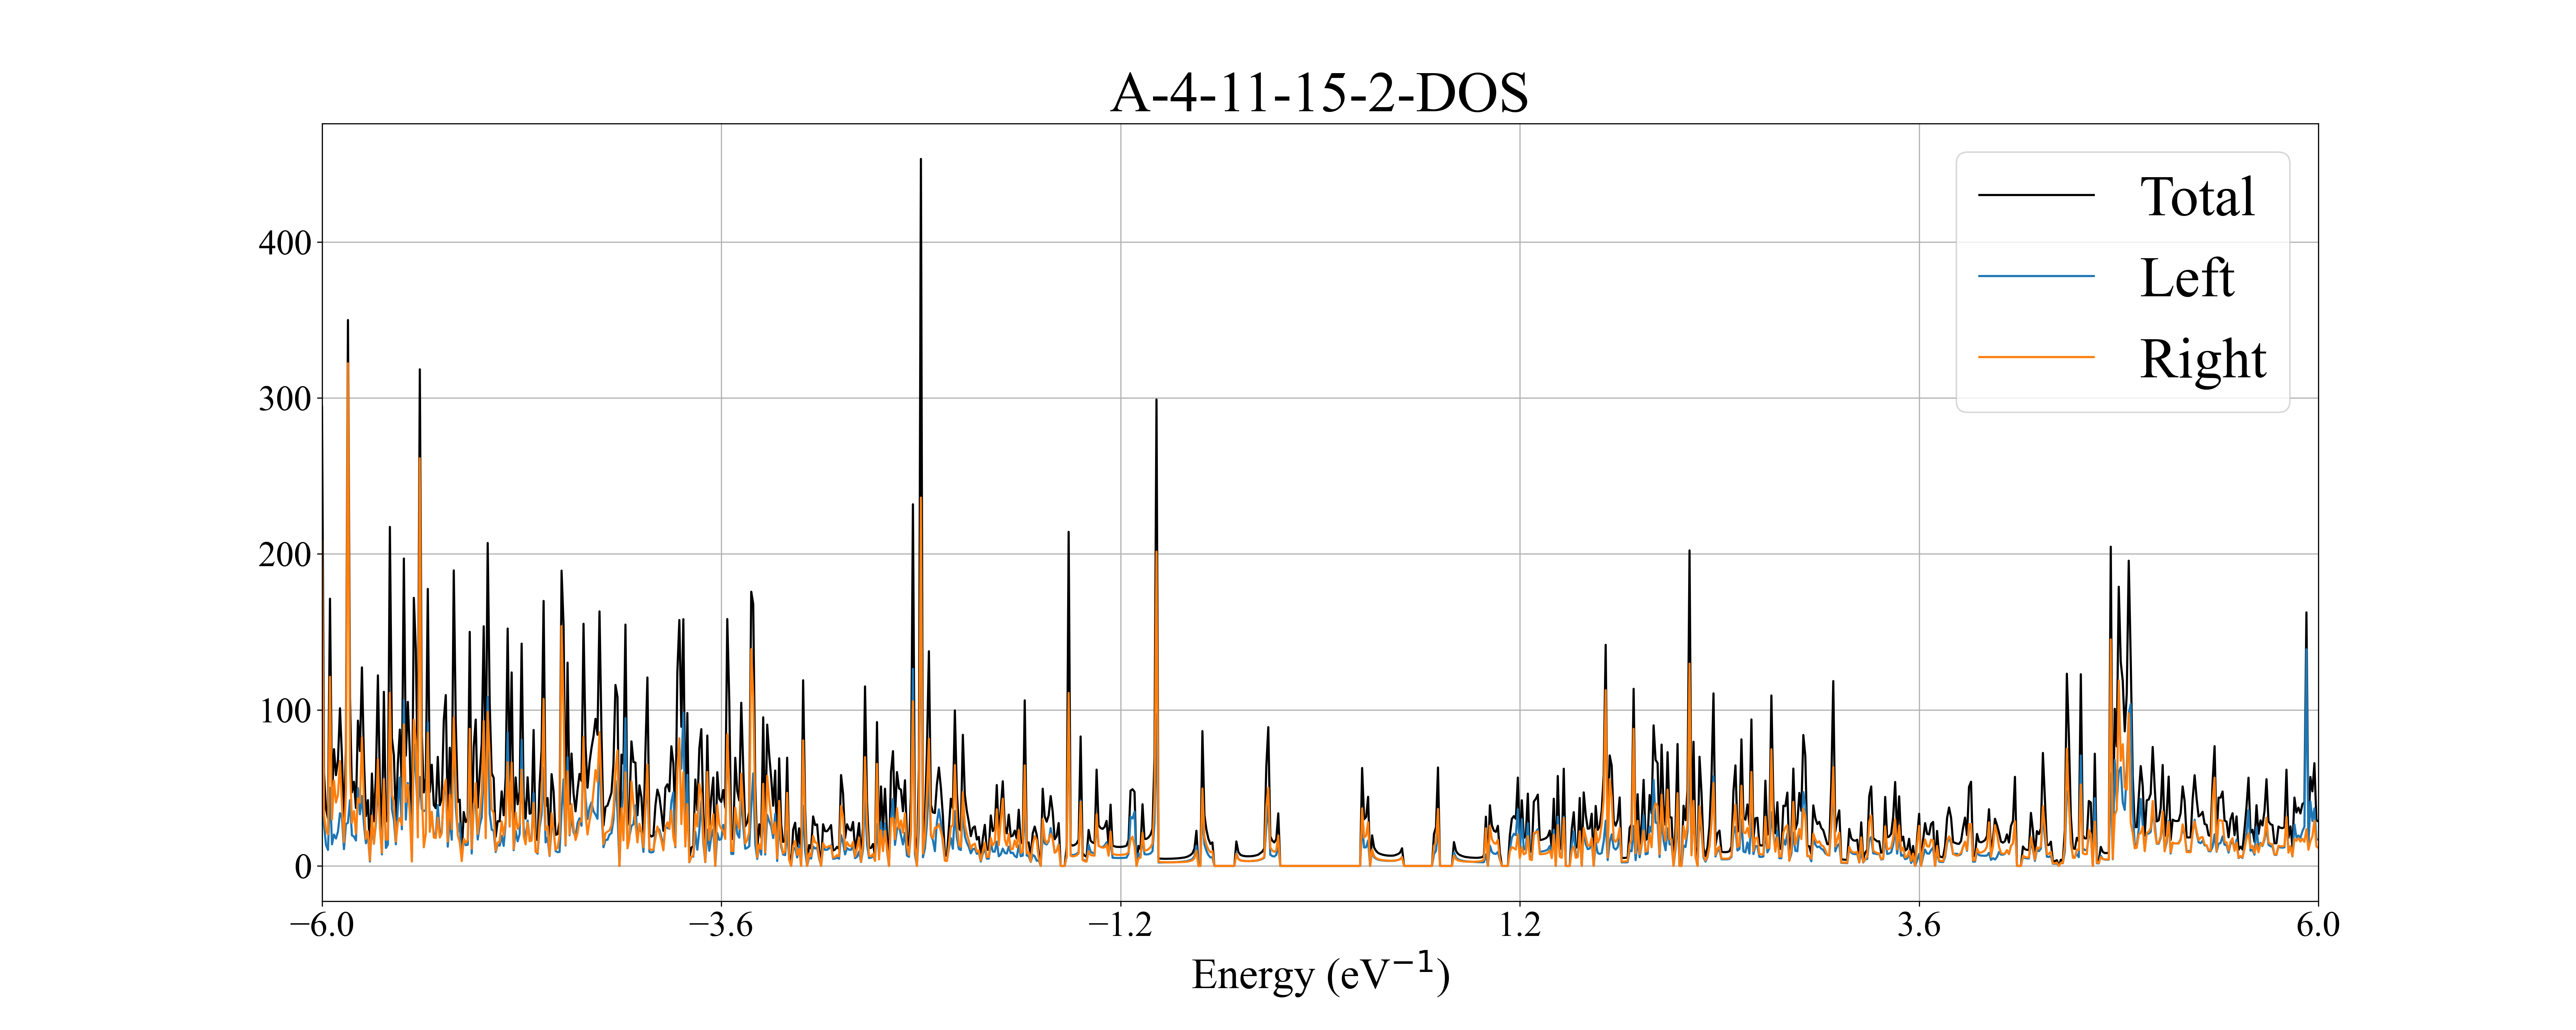 A-4-11-15-2-DOS
Total
Left
Right
400
300
200
100
0
−6.0 −3.6 −1.2 1.2 3.6 6.0
Energy (eV⁻¹)